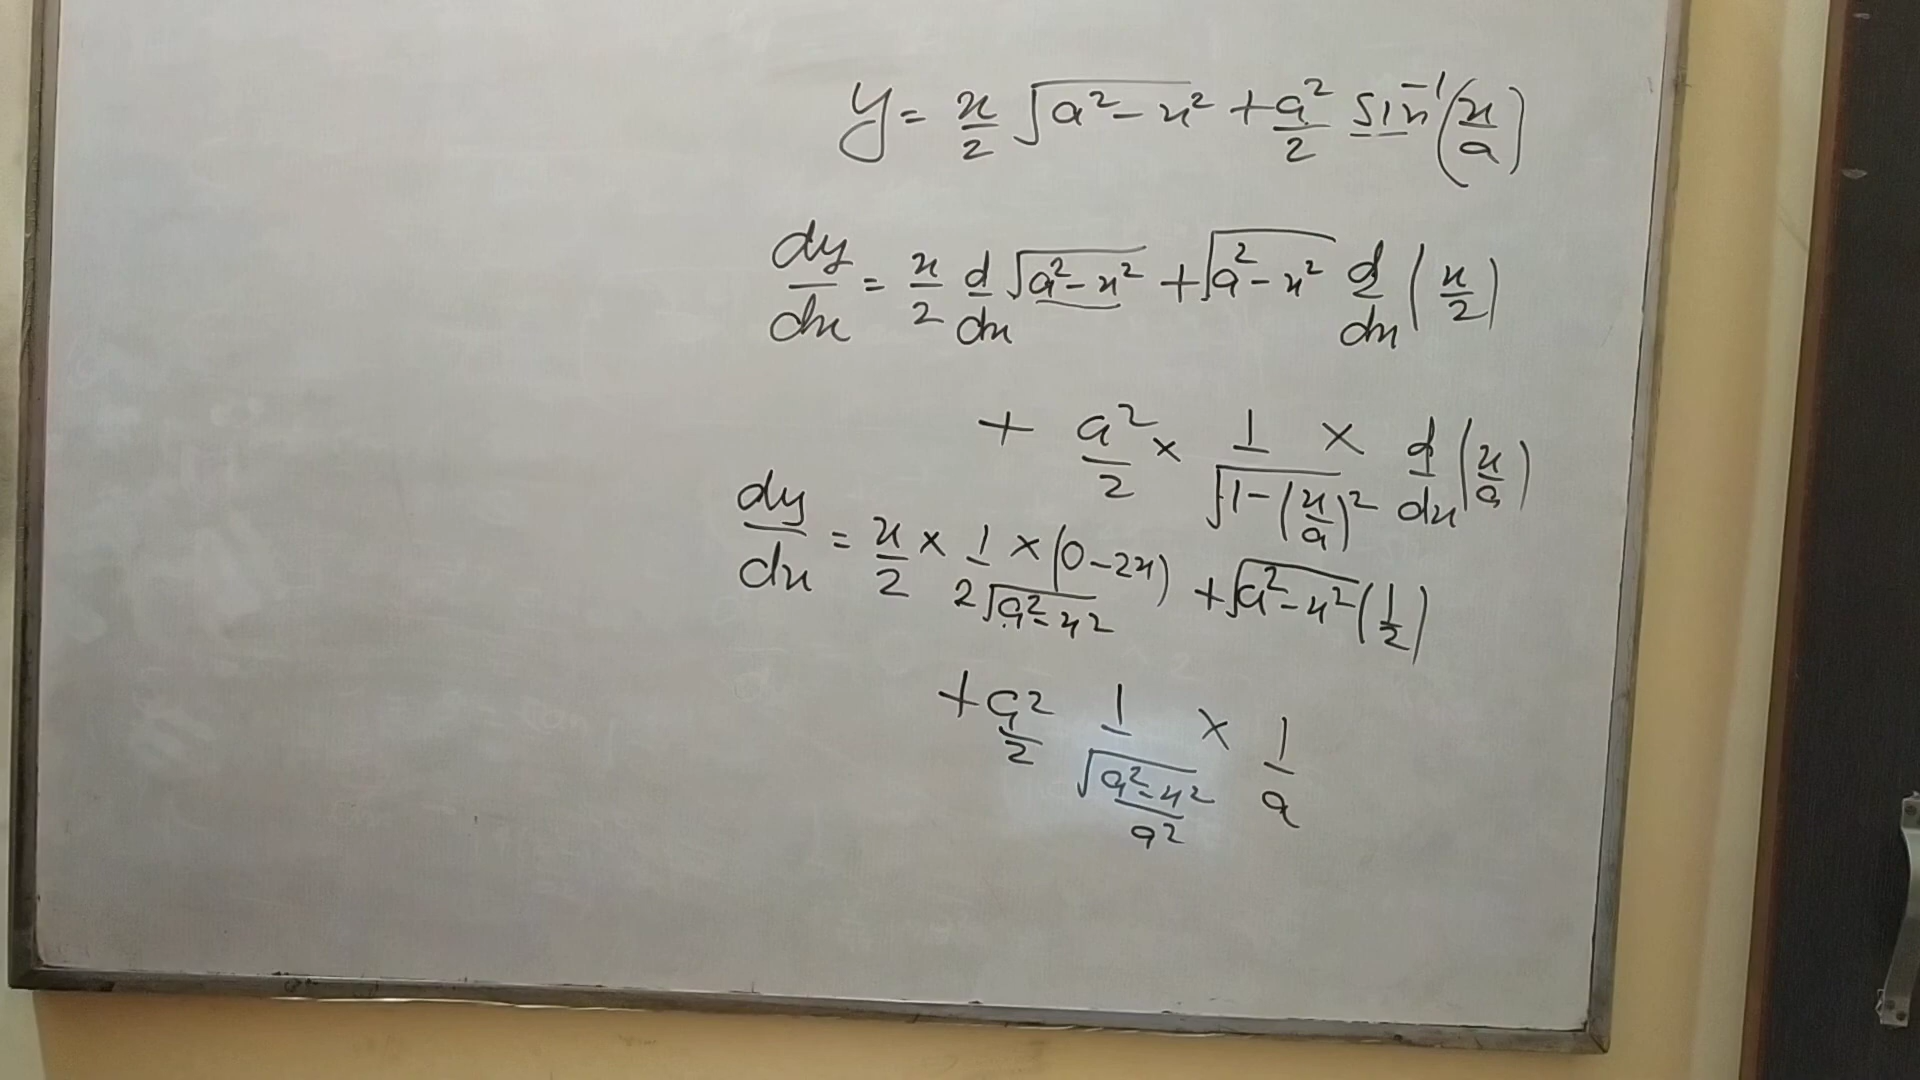 y = x/2 √(a² - x²) + a²/2 sin⁻¹(x/a)
dy/dx = x/2 d/dx √(a² - x²) + √(a² - x²) d/dx (x/2)
+ a²/2 × 1/√(1 - (x/a)²) × d/dx (x/a)
dy/dx = x/2 × 1/(2√(a² - x²)) × (0 - 2x) + √(a² - x²) (1/2)
+ a²/2 1/√((a² - x²)/a²) × 1/a